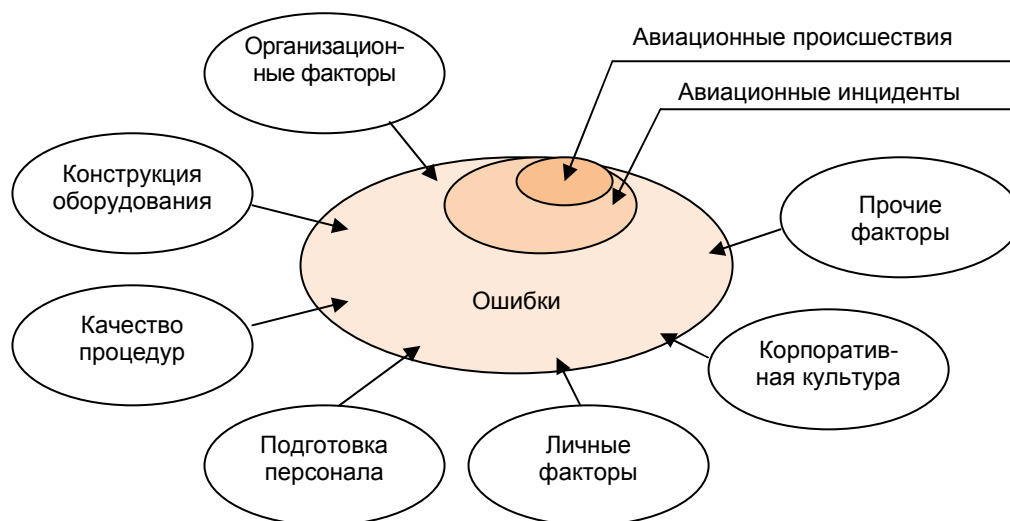 Организацион-
ные факторы
Авиационные происшествия
Авиационные инциденты
Конструкция
оборудования
Прочие
факторы
Ошибки
Качество
процедур
Корпоратив-
ная культура
Подготовка
персонала
Личные
факторы